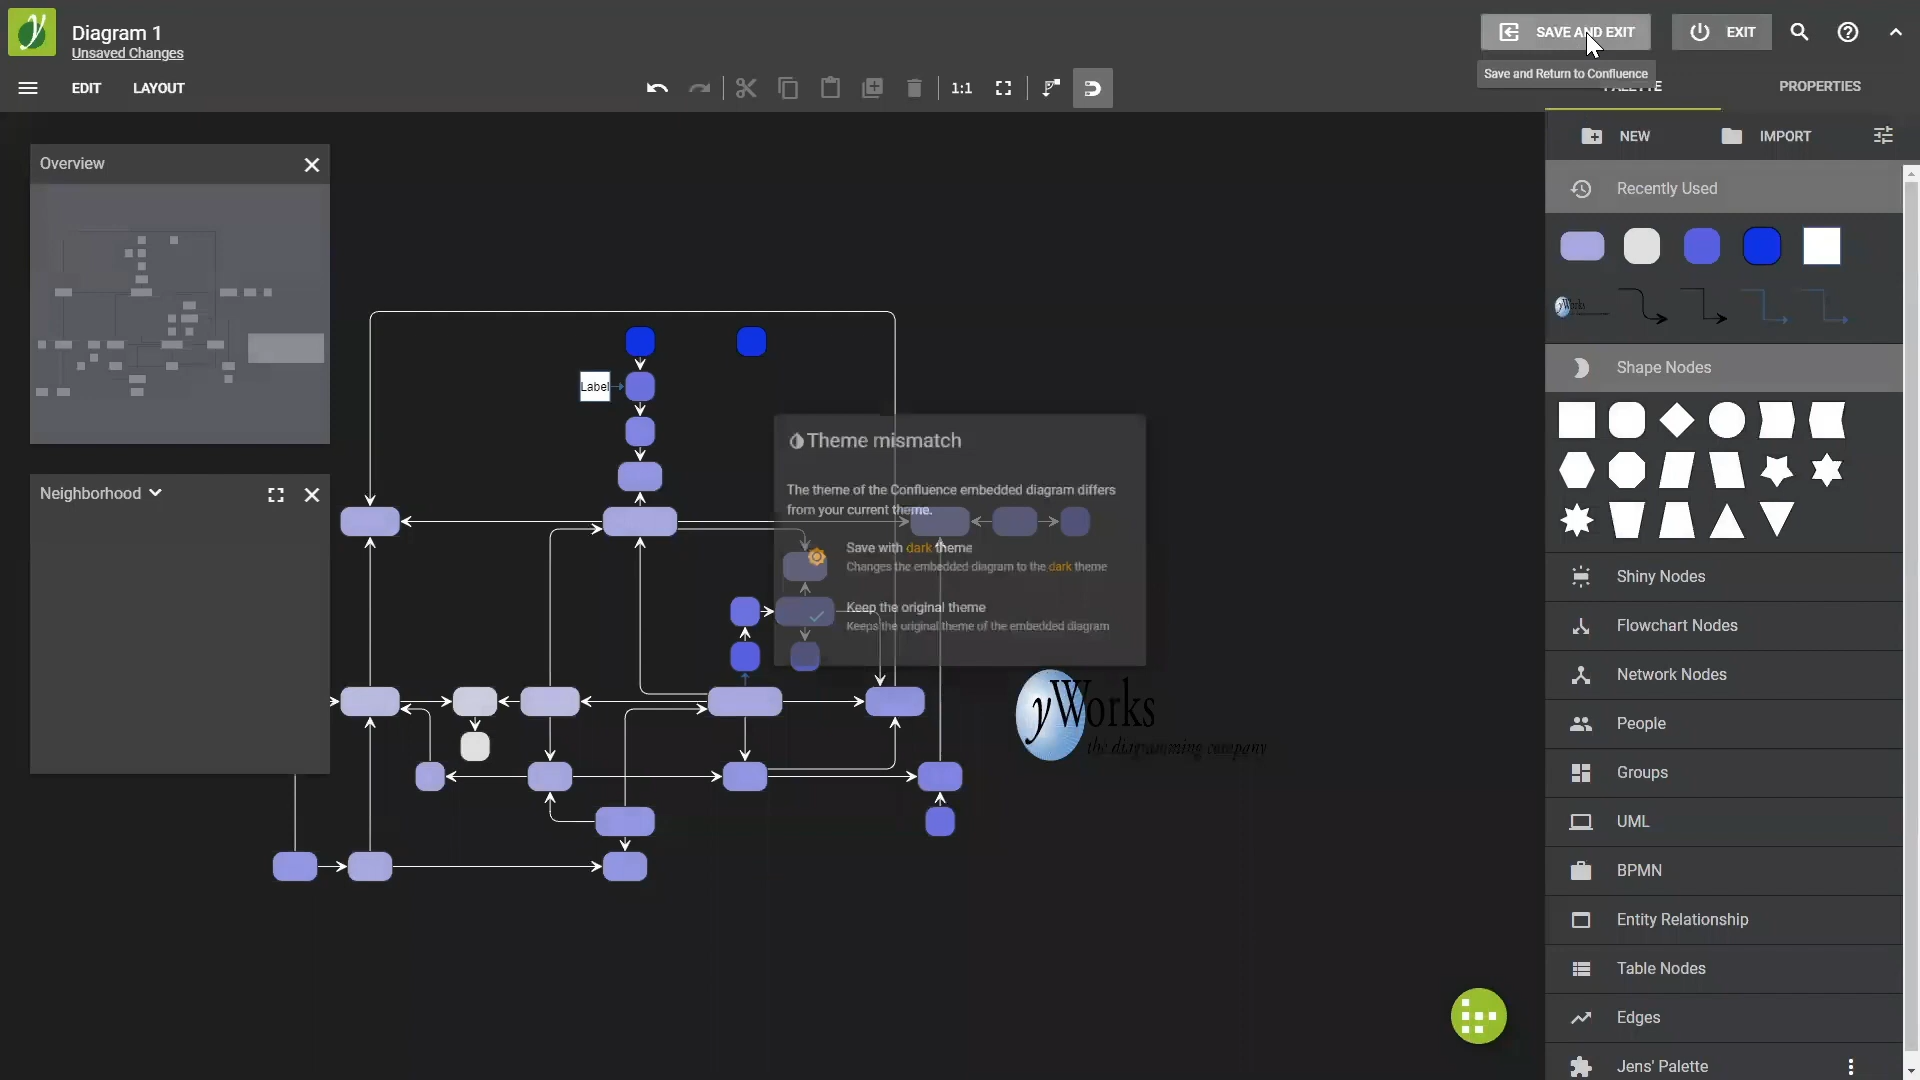 Diagram 1
Unsaved Changes
SAVE AND EXIT
EXIT
Save and Return to Confluence
EDIT
LAYOUT
1:1
PALETTE
PROPERTIES
NEW
IMPORT
Overview
Recently Used
yWorks
Label
Shape Nodes
Theme mismatch
The theme of the Confluence embedded diagram differs
from your current theme.
Save with dark theme
Changes the embedded diagram to the dark theme
Keep the original theme
Keeps the original theme of the embedded diagram
Neighborhood
yWorks
the diagramming company
Shiny Nodes
Flowchart Nodes
Network Nodes
People
Groups
UML
BPMN
Entity Relationship
Table Nodes
Edges
Jens' Palette